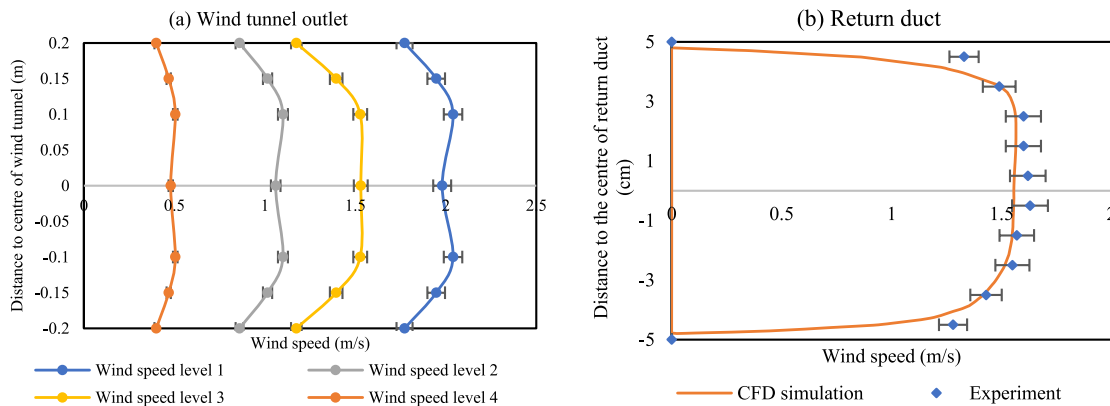 (a) Wind tunnel outlet
Distance to centre of wind tunnel (m)
0.2
0.15
0.1
0
-0.05
-0.1
-0.15
-0.2
0
0.5
1
1.5
2
2.5
Wind speed (m/s)
Wind speed level 1
Wind speed level 2
Wind speed level 3
Wind speed level 4
(b) Return duct
Distance to the centre of return duct
(cm)
5
3
1
-1
-3
-5
0
0.5
1
1.5
2
Wind speed (m/s)
CFD simulation
Experiment